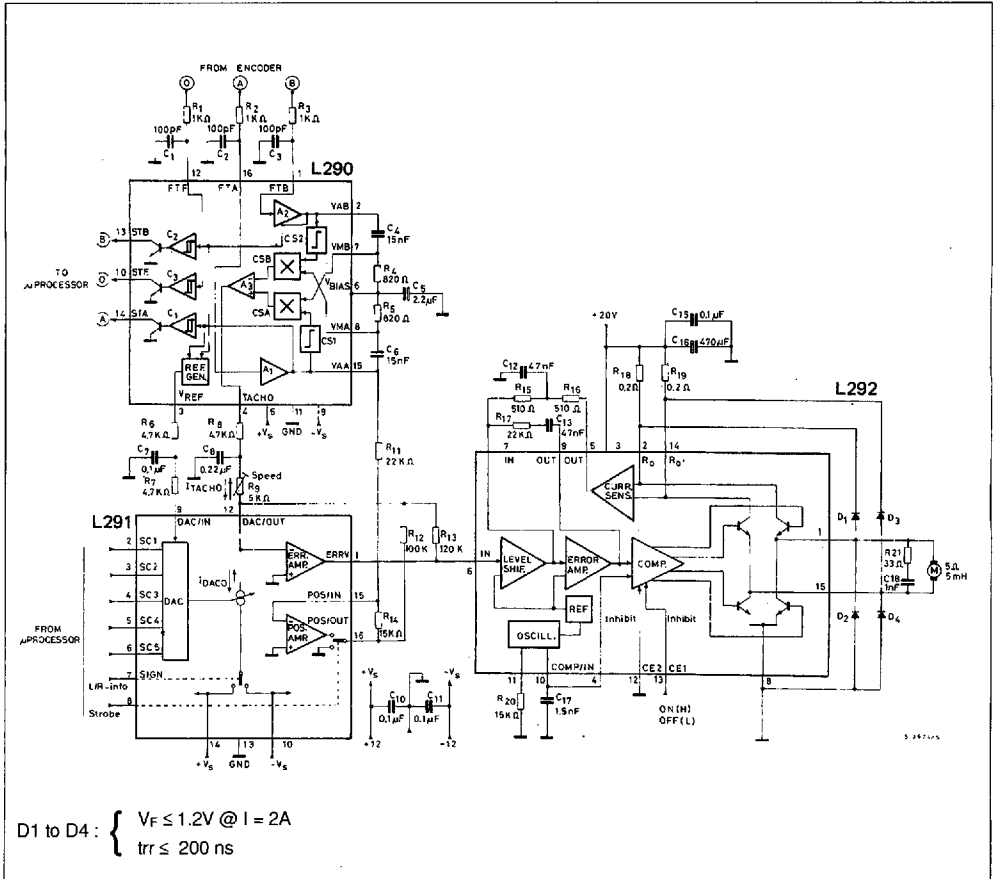 FROM ENCODER
O A B
R1 1KΩ
R2 1KΩ
R3 1KΩ
100pF C1
100pF C2
100pF C3
12 16 1
L290
FTF FTA FTB
A2
VAB 2
C4 15nF
13 STB
B
C2
CS2
CSB
VMB 7
R4 820Ω
TO µPROCESSOR
10 STF
O
C3
A3
VBIAS 6
C5 2.2µF
R5 820Ω
14 STA
A
C1
CSA
CS1
VMA 8
C6 15nF
REF GEN.
A1
VAA 15
VREF
TACHO
3 4 5 11 9
+Vs GND -Vs
R6 4,7KΩ
R8 4,7KΩ
C7 0,1µF
C8 0,22µF
R7 4,7KΩ
ITACHO
Speed
R9 5KΩ
R11 22KΩ
L291
9 12
DAC/IN DAC/OUT
R12 100K
R13 120K
2 SC1
3 SC2
4 SC3
5 SC4
6 SC5
DAC
IDACO
ERR. AMP.
ERRV 1
POS/IN 15
POS. AMP.
POS/OUT 16
R14 15KΩ
FROM µPROCESSOR
7 SIGN
L/R-info
8
Strobe
14 13 10
+Vs GND -Vs
+Vs
-Vs
C10 0,1µF
C11 0.1µF
+12 -12
+20V
C15 0,1µF
C16 470µF
C12 47nF
R18 0.2Ω
R19 0.2Ω
L292
R15 510Ω
R16 510Ω
R17 22KΩ
C13 47nF
7 9 5 3 2 14
IN OUT OUT R0 R0'
CURR. SENS.
D1 D3
6 IN
LEVEL SHIF.
ERROR AMP.
COMP.
1
R21 33Ω
C18 1nF
M 5Ω 5mH
15
REF
Inhibit Inhibit
D2 D4
OSCILL.
COMP/IN CE2 CE1
11 10 4 12 13 8
R20 15KΩ
C17 1.5nF
ON(H)
OFF(L)
D1 to D4 : { VF ≤ 1.2V @ I = 2A
trr ≤ 200 ns